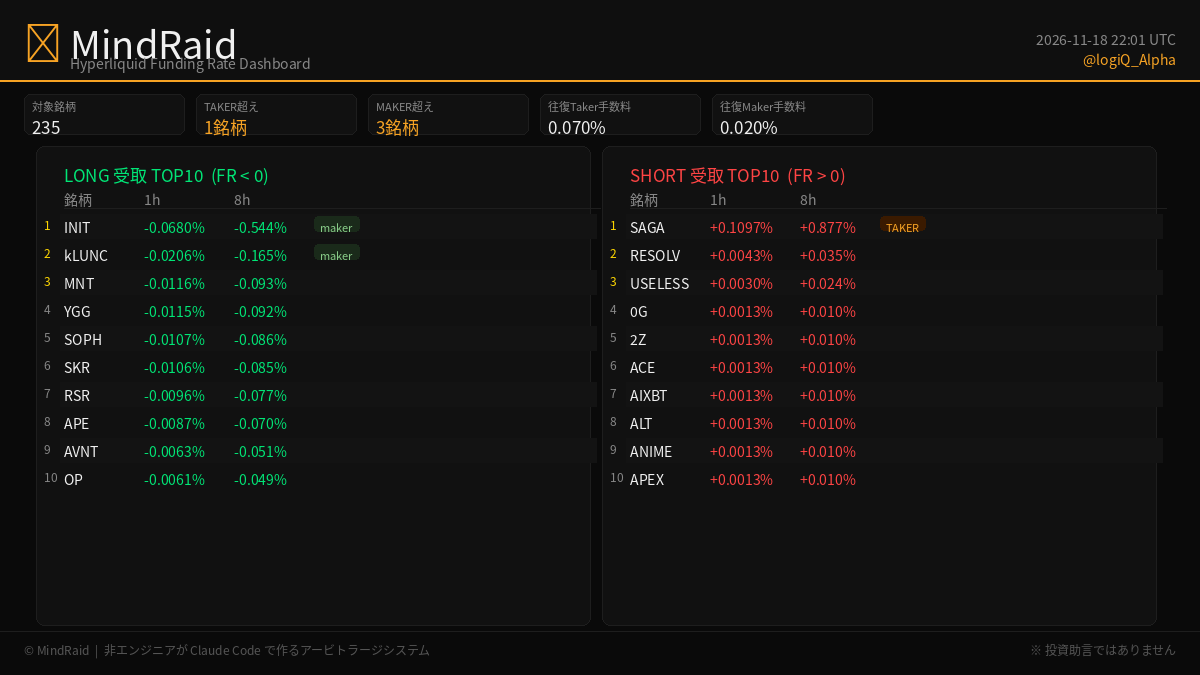 MindRaid
Hyperliquid Funding Rate Dashboard
2026-11-18 22:01 UTC
@logiQ_Alpha
対象銘柄
235
TAKER超え
1銘柄
MAKER超え
3銘柄
往復Taker手数料
0.070%
往復Maker手数料
0.020%
LONG 受取 TOP10 (FR < 0)
銘柄 1h 8h
1 INIT -0.0680% -0.544% maker
2 kLUNC -0.0206% -0.165% maker
3 MNT -0.0116% -0.093%
4 YGG -0.0115% -0.092%
5 SOPH -0.0107% -0.086%
6 SKR -0.0106% -0.085%
7 RSR -0.0096% -0.077%
8 APE -0.0087% -0.070%
9 AVNT -0.0063% -0.051%
10 OP -0.0061% -0.049%
SHORT 受取 TOP10 (FR > 0)
銘柄 1h 8h
1 SAGA +0.1097% +0.877% TAKER
2 RESOLV +0.0043% +0.035%
3 USELESS +0.0030% +0.024%
4 0G +0.0013% +0.010%
5 2Z +0.0013% +0.010%
6 ACE +0.0013% +0.010%
7 AIXBT +0.0013% +0.010%
8 ALT +0.0013% +0.010%
9 ANIME +0.0013% +0.010%
10 APEX +0.0013% +0.010%
© MindRaid | 非エンジニアが Claude Code で作るアービトラージシステム
※ 投資助言ではありません